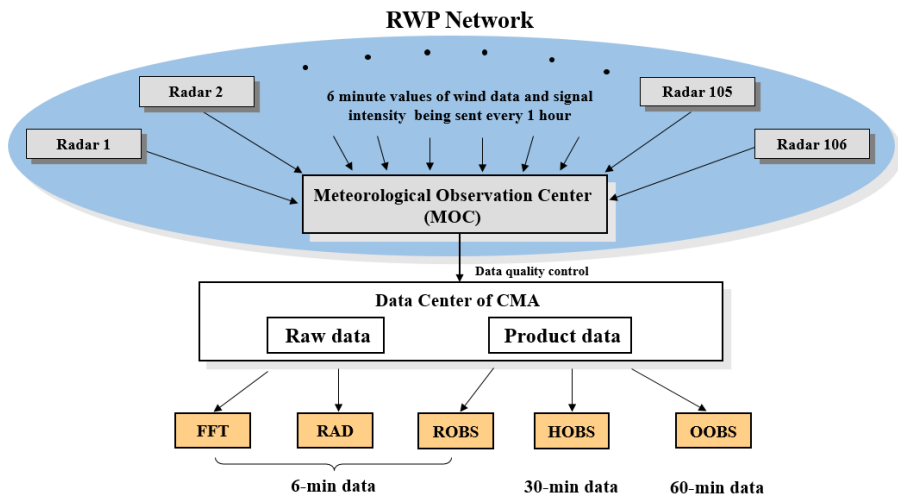 RWP Network
Radar 2
Radar 105
6 minute values of wind data and signal
intensity being sent every 1 hour
Radar 1
Radar 106
Meteorological Observation Center
(MOC)
Data quality control
Data Center of CMA
Raw data
Product data
FFT
RAD
ROBS
HOBS
OOBS
6-min data
30-min data
60-min data